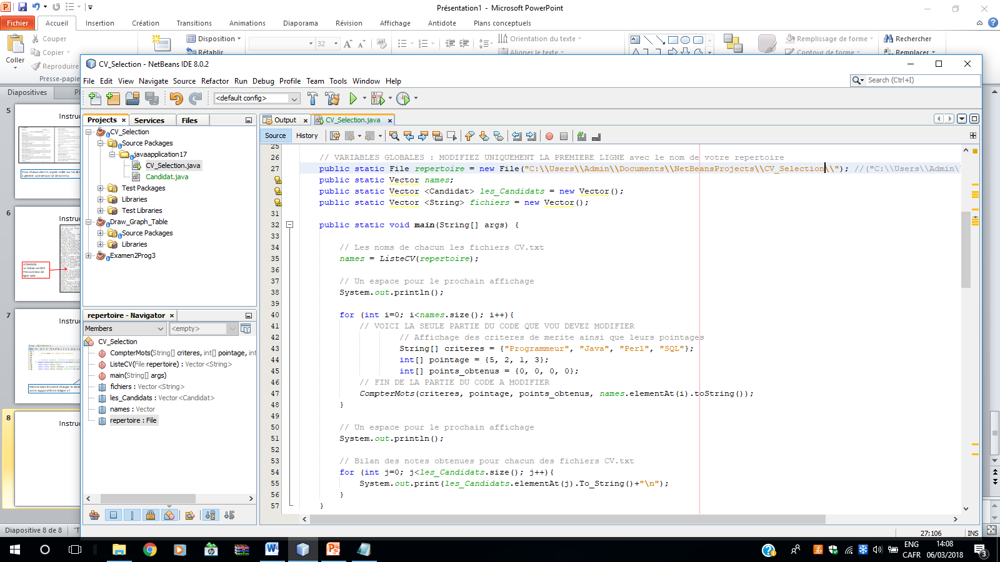 Présentation1 - Microsoft PowerPoint
Fichier Accueil Insertion Création Transitions Animations Diaporama Révision Affichage Antidote Plans conceptuels
Couper
Copier
Reproduire
Coller
Presse-papie
Disposition
Rétablir
32
Orientation du texte
Aligner le texte
Remplissage de forme
Contour de forme
Rechercher
Remplacer
Diapositives
CV_Selection - NetBeans IDE 8.0.2
File Edit View Navigate Source Refactor Run Debug Profile Team Tools Window Help
Search (Ctrl+I)
<default config>
Projects Services Files
CV_Selection
Source Packages
javaapplication17
CV_Selection.java
Candidat.java
Test Packages
Libraries
Test Libraries
Draw_Graph_Table
Source Packages
Libraries
Examen2Prog3
repertoire - Navigator
Members <empty>
CV_Selection
CompterMots(String[] criteres, int[] pointage, int
ListeCV(File repertoire) : Vector<String>
main(String[] args)
fichiers : Vector<String>
les_Candidats : Vector<Candidat>
names : Vector
repertoire : File
Output CV_Selection.java
Source History
25
26 // VARIABLES GLOBALES : MODIFIEZ UNIQUEMENT LA PREMIERE LIGNE avec le nom de votre repertoire
27 public static File repertoire = new File("C:\\Users\\Admin\\Documents\\NetBeansProjects\\CV_Selection\\"); //("C:\\Users\\Admin\
public static Vector names;
public static Vector <Candidat> les_Candidats = new Vector();
public static Vector <String> fichiers = new Vector();
31
32 public static void main(String[] args) {
33
34 // Les noms de chacun les fichiers CV.txt
35 names = ListeCV(repertoire);
36
37 // Un espace pour le prochain affichage
38 System.out.println();
39
40 for (int i=0; i<names.size(); i++){
41 // VOICI LA SEULE PARTIE DU CODE QUE VOU DEVEZ MODIFIER
42 // Affichage des criteres de merite ainsi que leurs pointages
43 String[] criteres = {"Programmeur", "Java", "Perl", "SQL"};
44 int[] pointage = {5, 2, 1, 3};
45 int[] points_obtenus = {0, 0, 0, 0};
46 // FIN DE LA PARTIE DU CODE A MODIFIER
47 CompterMots(criteres, pointage, points_obtenus, names.elementAt(i).toString());
48 }
49
50 // Un espace pour le prochain affichage
51 System.out.println();
52
53 // Bilan des notes obtenues pour chacun des fichiers CV.txt
54 for (int j=0; j<les_Candidats.size(); j++){
55 System.out.print(les_Candidats.elementAt(j).To_String()+"\n");
56 }
57 }
27:106 INS
5
Instruc
6
Instruc
7
Instruc
8
Instruc
Diapositive 8 de 8 "T
ENG
CAFR
14:08
06/03/2018
3